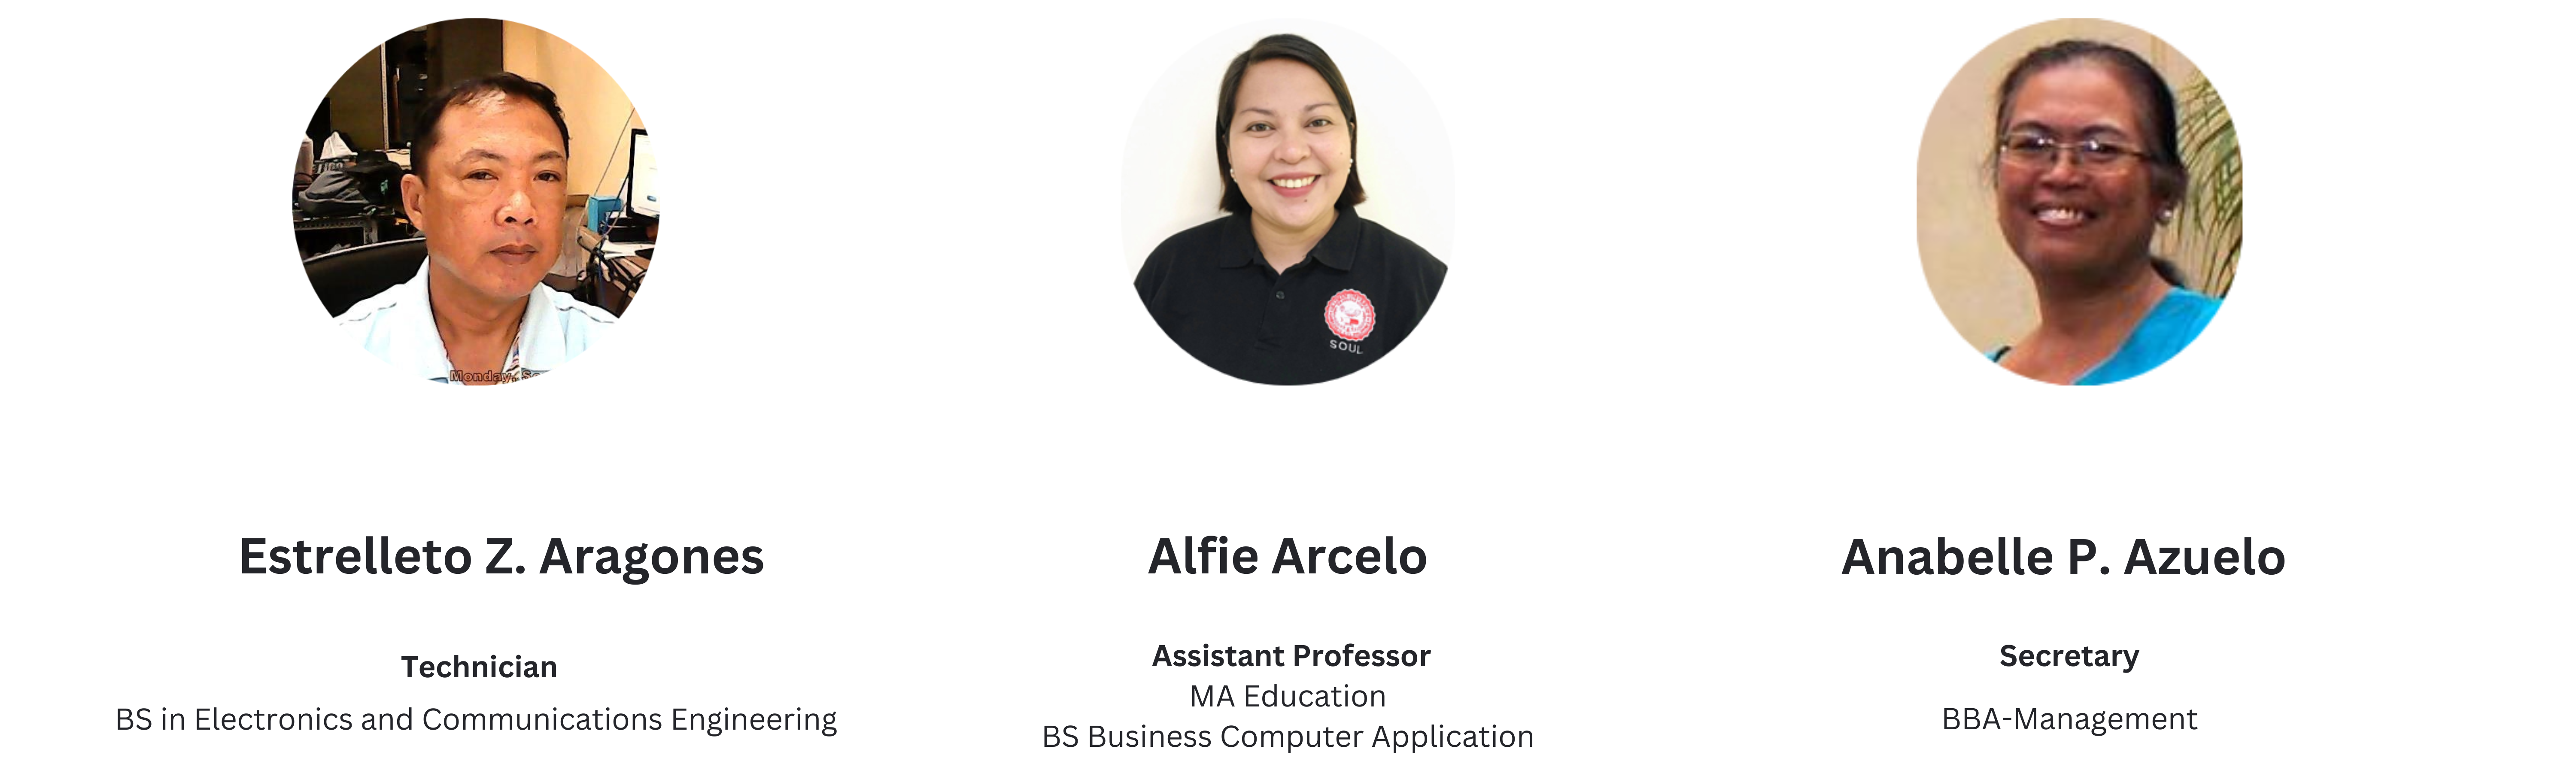 Monday, Se
SOUL
Estrelleto Z. Aragones
Alfie Arcelo
Anabelle P. Azuelo
Technician
BS in Electronics and Communications Engineering
Assistant Professor
MA Education
BS Business Computer Application
Secretary
BBA-Management